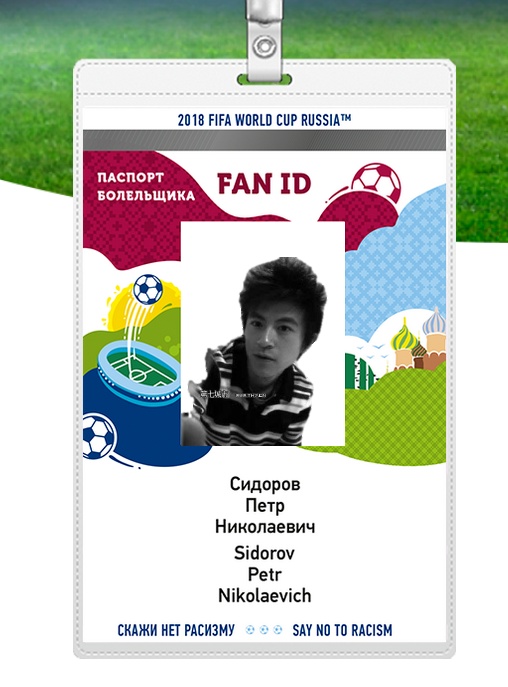 2018 FIFA WORLD CUP RUSSIA™
ПАСПОРТ
БОЛЕЛЬЩИКА
FAN ID
Сидоров
Петр
Николаевич
Sidorov
Petr
Nikolaevich
СКАЖИ НЕТ РАСИЗМУ SAY NO TO RACISM